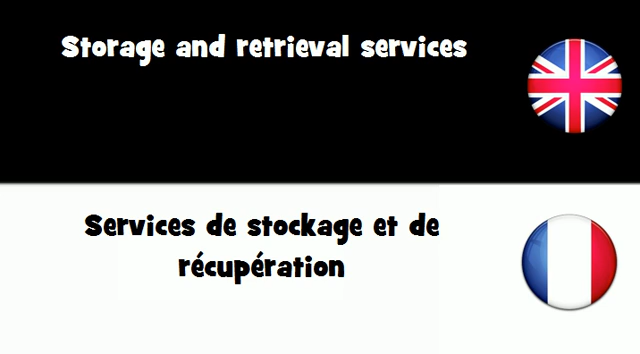 Storage and retrieval services
Services de stockage et de
récupération